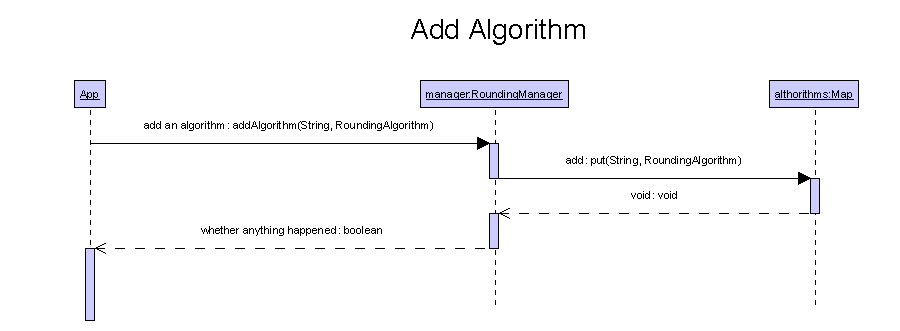 Add Algorithm
App
manager:RoundingManager
althorithms:Map
add an algorithm : addAlgorithm(String, RoundingAlgorithm)
add : put(String, RoundingAlgorithm)
void : void
whether anything happened : boolean